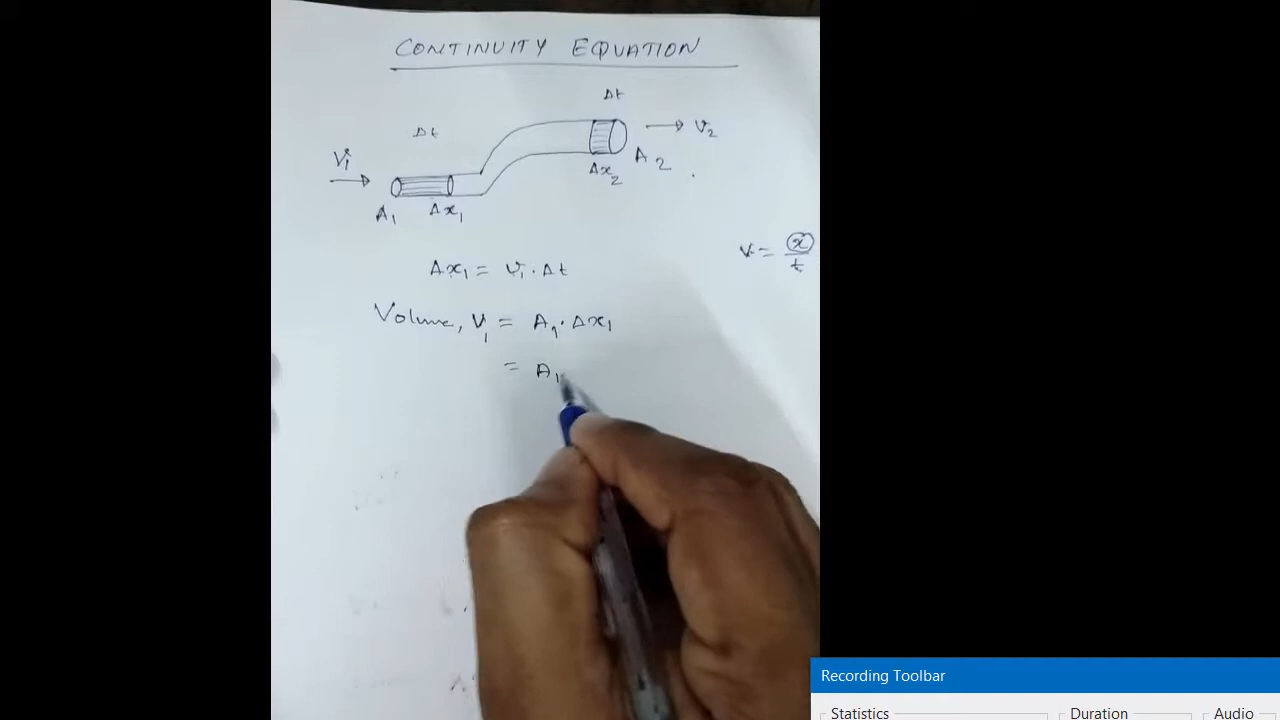 CONTINUITY EQUATION
Δt
Δt
V1
v2
A2
Δx2
A1
Δx1
v = x/t
Δx1 = v1 · Δt
Volume, V1 = A1 · Δx1
= A1
Recording Toolbar
Statistics
Duration
Audio